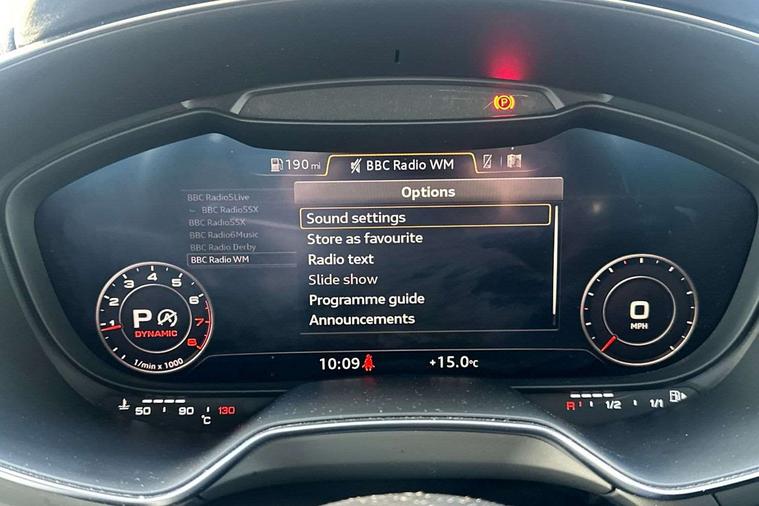 P
190 mi
BBC Radio WM
Options
BBC Radio5Live
BBC Radio5SX
BBC Radio5SX
BBC Radio6Music
BBC Radio Derby
BBC Radio WM
Sound settings
Store as favourite
Radio text
Slide show
Programme guide
Announcements
1 2 3 4 5 6 7 8
P A
DYNAMIC
1/min x 1000
0
MPH
10:09
+15.0°C
50 90 130
°C
R 1/2 1/1